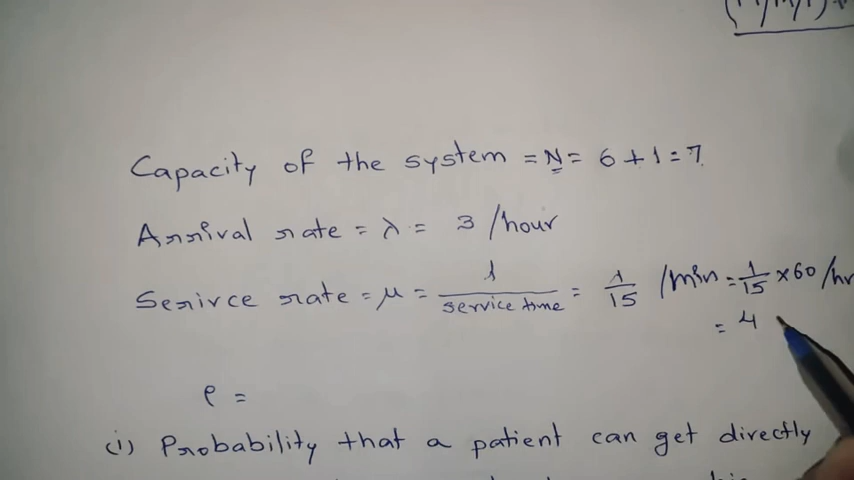 Capacity of the system = N = 6 + 1 = 7
Arrival rate = λ = 3 /hour
Serivce rate = μ = 1/service time = 1/15 /min = 1/15 × 60 /hr
= 4
ρ =
(i) Probability that a patient can get directly